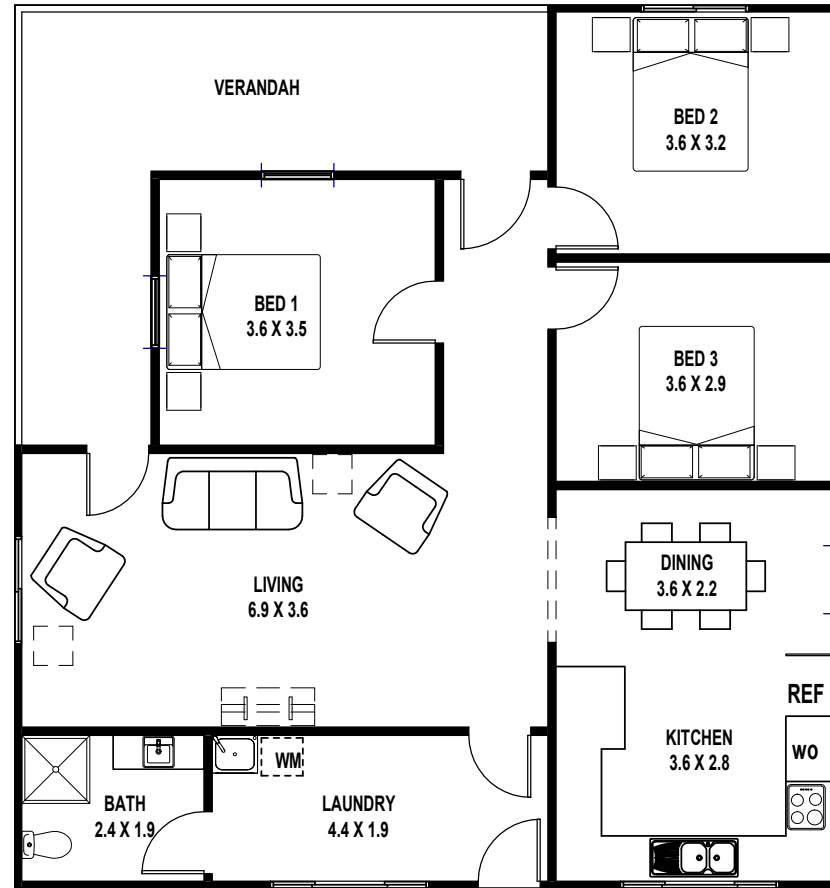 VERANDAH
BED 2
3.6 X 3.2
BED 1
3.6 X 3.5
BED 3
3.6 X 2.9
LIVING
6.9 X 3.6
DINING
3.6 X 2.2
REF
KITCHEN
3.6 X 2.8
WO
WM
BATH
2.4 X 1.9
LAUNDRY
4.4 X 1.9